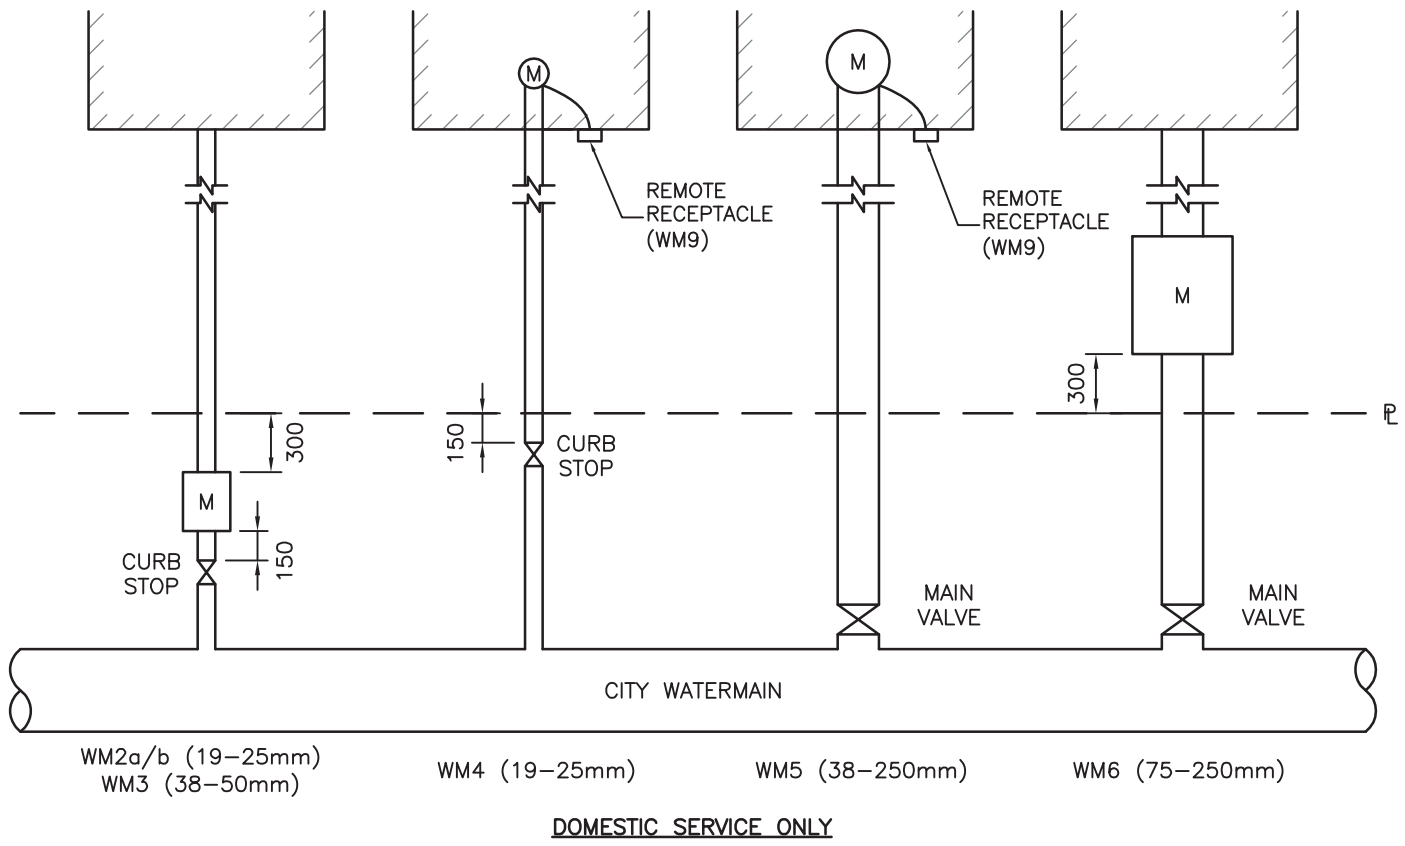 M
M
REMOTE
RECEPTACLE
(WM9)
REMOTE
RECEPTACLE
(WM9)
M
300
℄
300
150
CURB
STOP
M
150
CURB
STOP
MAIN
VALVE
MAIN
VALVE
CITY WATERMAIN
WM2a/b (19-25mm)
WM3 (38-50mm)
WM4 (19-25mm)
WM5 (38-250mm)
WM6 (75-250mm)
DOMESTIC SERVICE ONLY